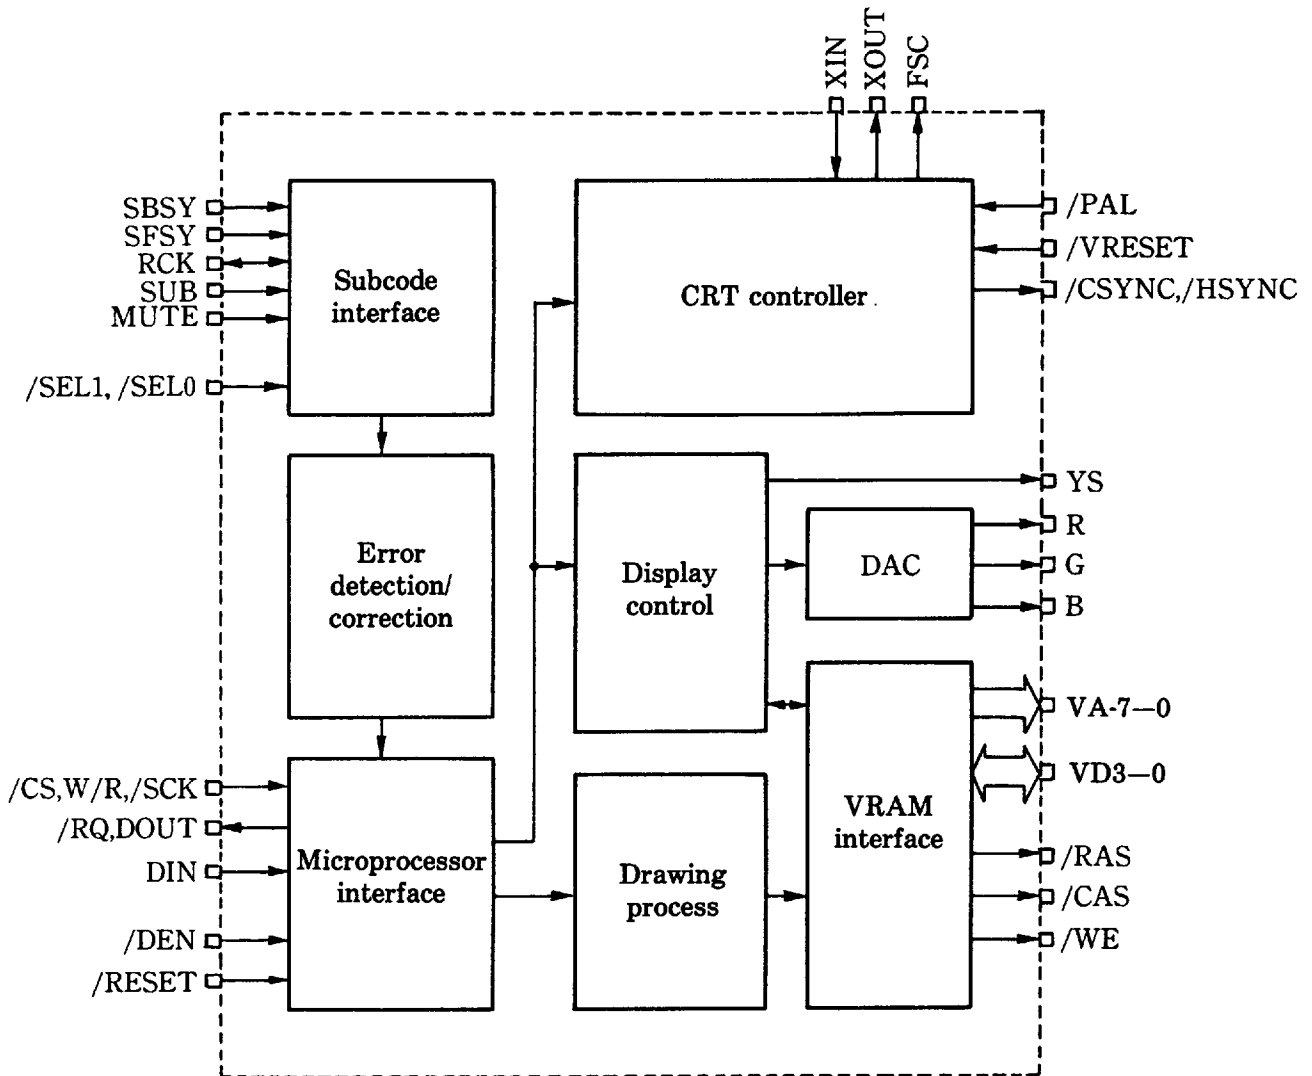 XIN
XOUT
FSC
SBSY
SFSY
RCK
SUB
MUTE
/SEL1, /SEL0
Subcode
interface
CRT controller
/PAL
/VRESET
/CSYNC,/HSYNC
Error
detection/
correction
Display
control
DAC
YS
R
G
B
/CS,W/R,/SCK
/RQ,DOUT
DIN
/DEN
/RESET
Microprocessor
interface
Drawing
process
VRAM
interface
VA-7—0
VD3—0
/RAS
/CAS
/WE